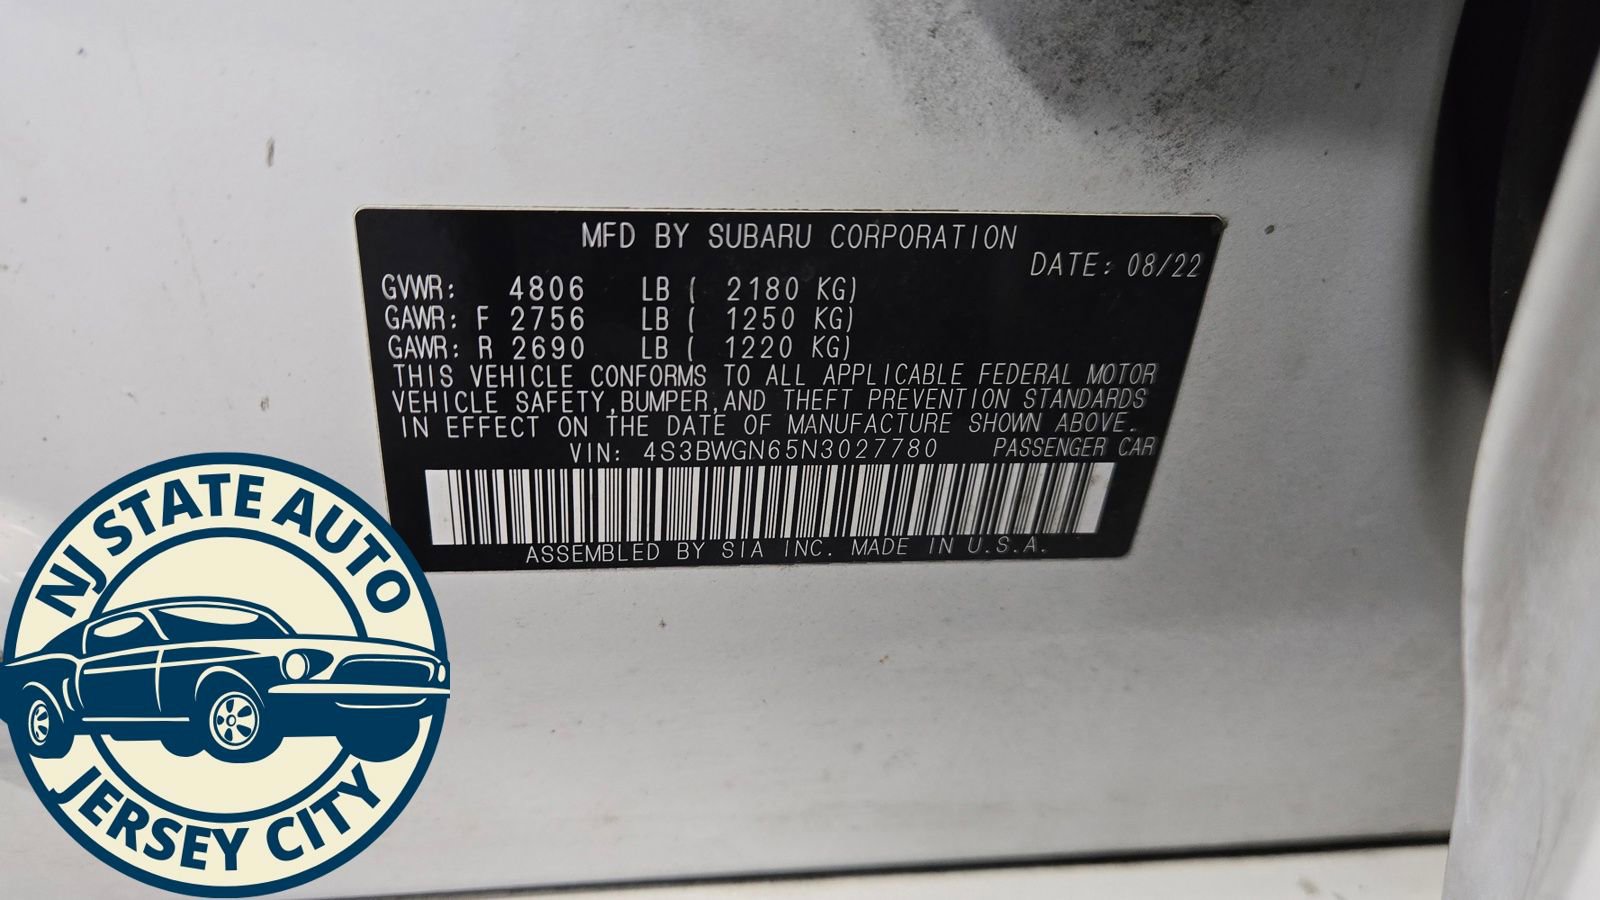 MFD BY SUBARU CORPORATION
DATE: 08/22
GVWR: 4806 LB ( 2180 KG)
GAWR: F 2756 LB ( 1250 KG)
GAWR: R 2690 LB ( 1220 KG)
THIS VEHICLE CONFORMS TO ALL APPLICABLE FEDERAL MOTOR
VEHICLE SAFETY, BUMPER, AND THEFT PREVENTION STANDARDS
IN EFFECT ON THE DATE OF MANUFACTURE SHOWN ABOVE.
VIN: 4S3BWGN65N3027780 PASSENGER CAR
ASSEMBLED BY SIA INC. MADE IN U.S.A.
NJ STATE AUTO
JERSEY CITY